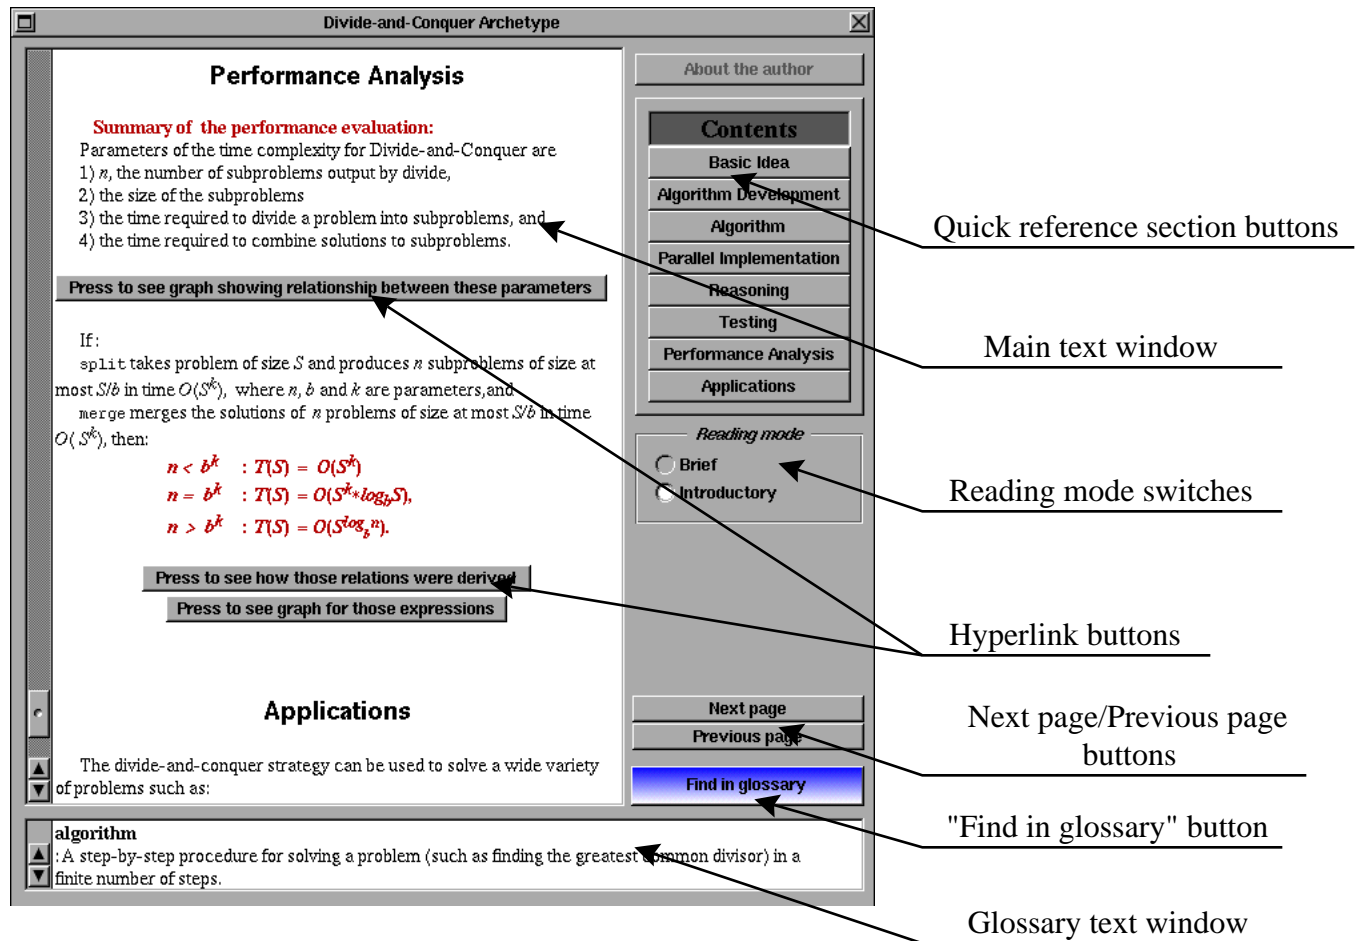 Divide-and-Conquer Archetype
Performance Analysis
Summary of the performance evaluation:
Parameters of the time complexity for Divide-and-Conquer are
1) n, the number of subproblems output by divide,
2) the size of the subproblems
3) the time required to divide a problem into subproblems, and
4) the time required to combine solutions to subproblems.
Press to see graph showing relationship between these parameters
If:
split takes problem of size S and produces n subproblems of size at
most S/b in time O(S^k), where n, b and k are parameters,and
merge merges the solutions of n problems of size at most S/b in time
O( S^k), then:
n < b^k : T(S) = O(S^k)
n = b^k : T(S) = O(S^k*log_b S),
n > b^k : T(S) = O(S^log_b n).
Press to see how those relations were derived
Press to see graph for those expressions
Applications
The divide-and-conquer strategy can be used to solve a wide variety
of problems such as:
About the author
Contents
Basic Idea
Algorithm Development
Algorithm
Parallel Implementation
Reasoning
Testing
Performance Analysis
Applications
Reading mode
Brief
Introductory
Next page
Previous page
Find in glossary
algorithm
:A step-by-step procedure for solving a problem (such as finding the greatest common divisor) in a
finite number of steps.
Quick reference section buttons
Main text window
Reading mode switches
Hyperlink buttons
Next page/Previous page
buttons
"Find in glossary" button
Glossary text window